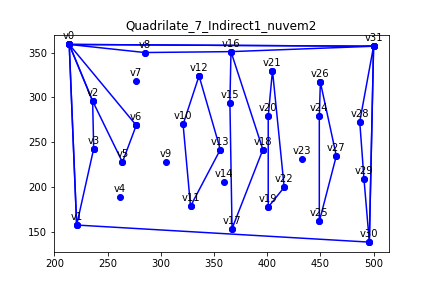 Quadrilate_7_Indirect1_nuvem2
v0 v8 v16 v31
350
v7 v12 v21 v26
300
v2 v15 v20 v24 v28
v6 v10
250
v3 v13 v18
v5 v9 v23 v27
200
v4 v14 v22 v29
v11 v19
v1 v17 v25
150
v30
200 250 300 350 400 450 500